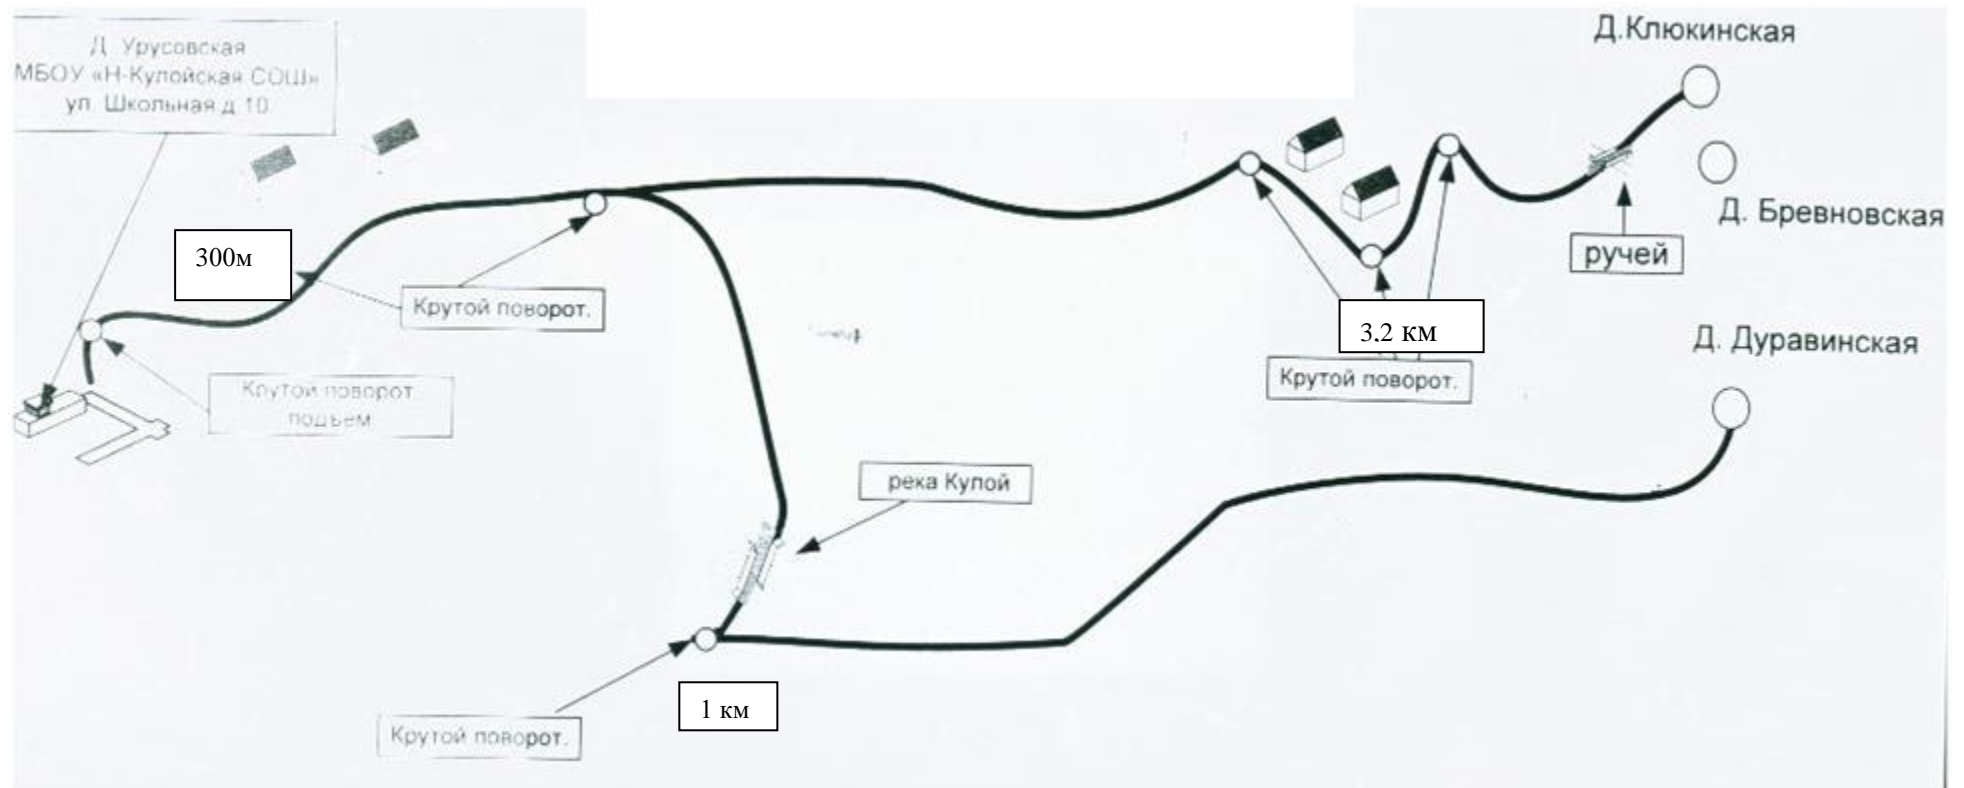 Д. Урусовская
МБОУ «Н-Кулойская СОШ»
ул. Школьная д 10
Д.Клюкинская
Д. Бревновская
ручей
300м
Крутой поворот.
3,2 км
Крутой поворот.
Д. Дуравинская
Крутой поворот
подъем
река Кулой
1 км
Крутой поворот.